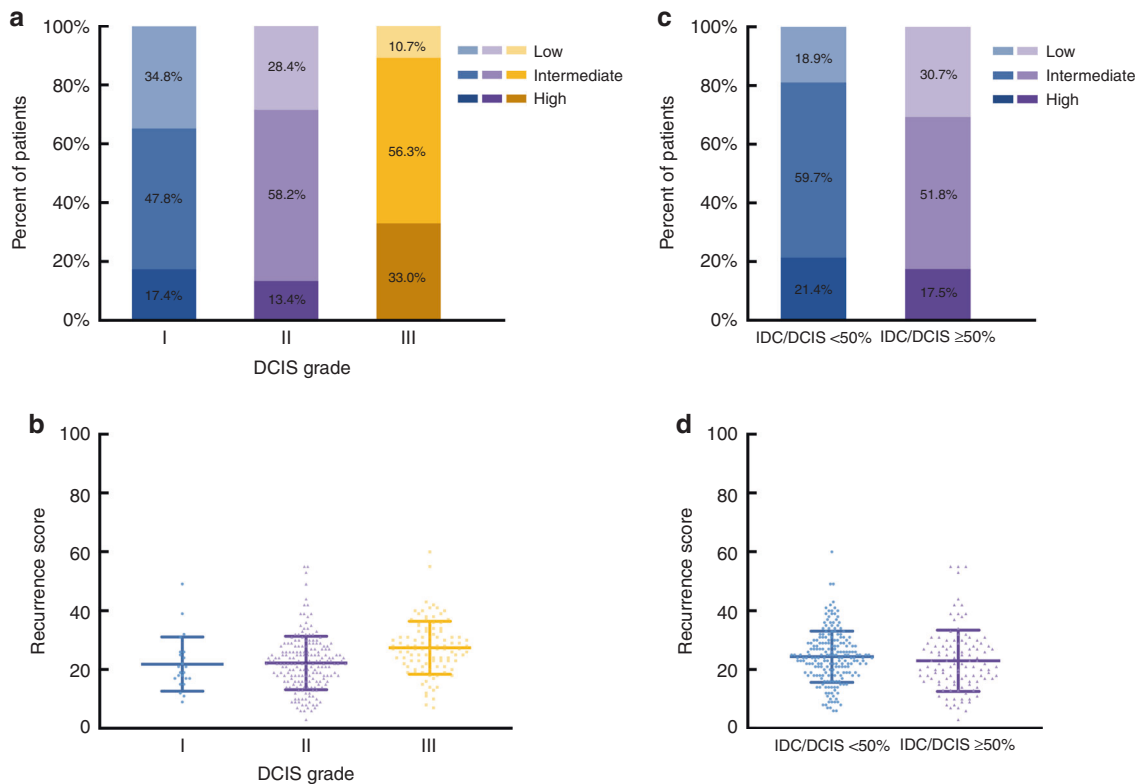 a
100%
80%
60%
40%
20%
0%
Percent of patients
34.8%
47.8%
17.4%
28.4%
58.2%
13.4%
10.7%
56.3%
33.0%
I II III
DCIS grade
Low
Intermediate
High
c
100%
80%
60%
40%
20%
0%
Percent of patients
18.9%
59.7%
21.4%
30.7%
51.8%
17.5%
IDC/DCIS <50% IDC/DCIS ≥50%
Low
Intermediate
High
b
100
80
60
40
20
0
Recurrence score
I II III
DCIS grade
d
100
80
60
40
20
0
Recurrence score
IDC/DCIS <50% IDC/DCIS ≥50%